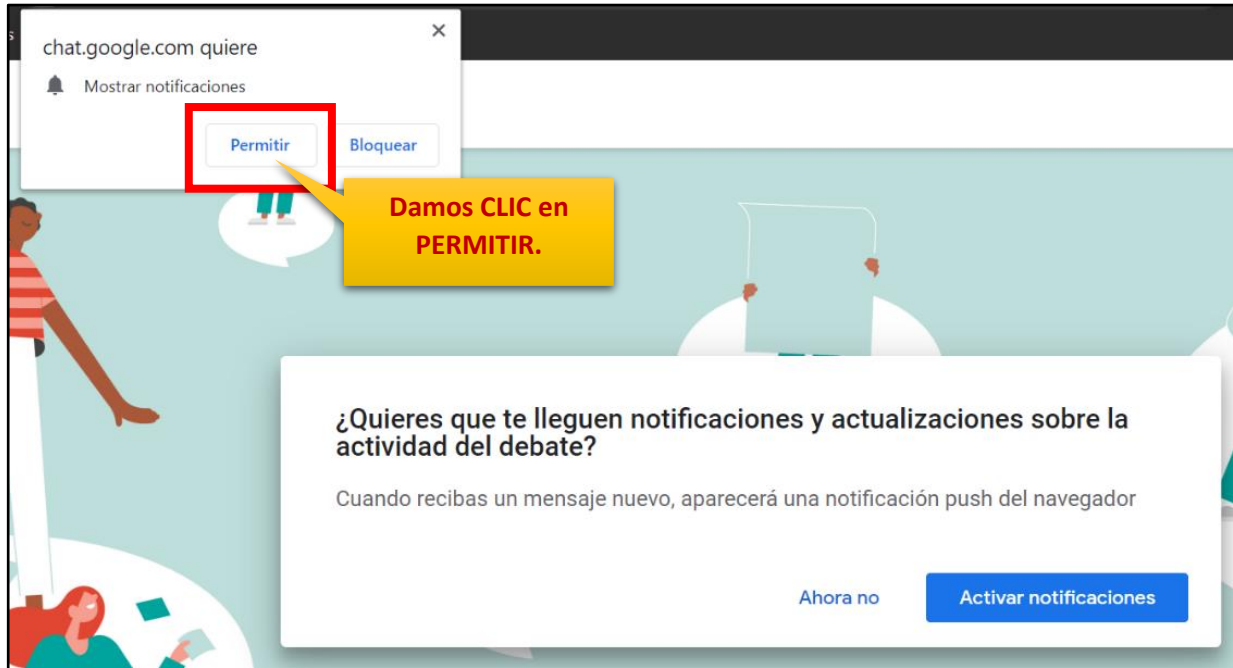 s
chat.google.com quiere
Mostrar notificaciones
Permitir
Bloquear
Damos CLIC en
PERMITIR.
¿Quieres que te lleguen notificaciones y actualizaciones sobre la
actividad del debate?
Cuando recibas un mensaje nuevo, aparecerá una notificación push del navegador
Ahora no
Activar notificaciones